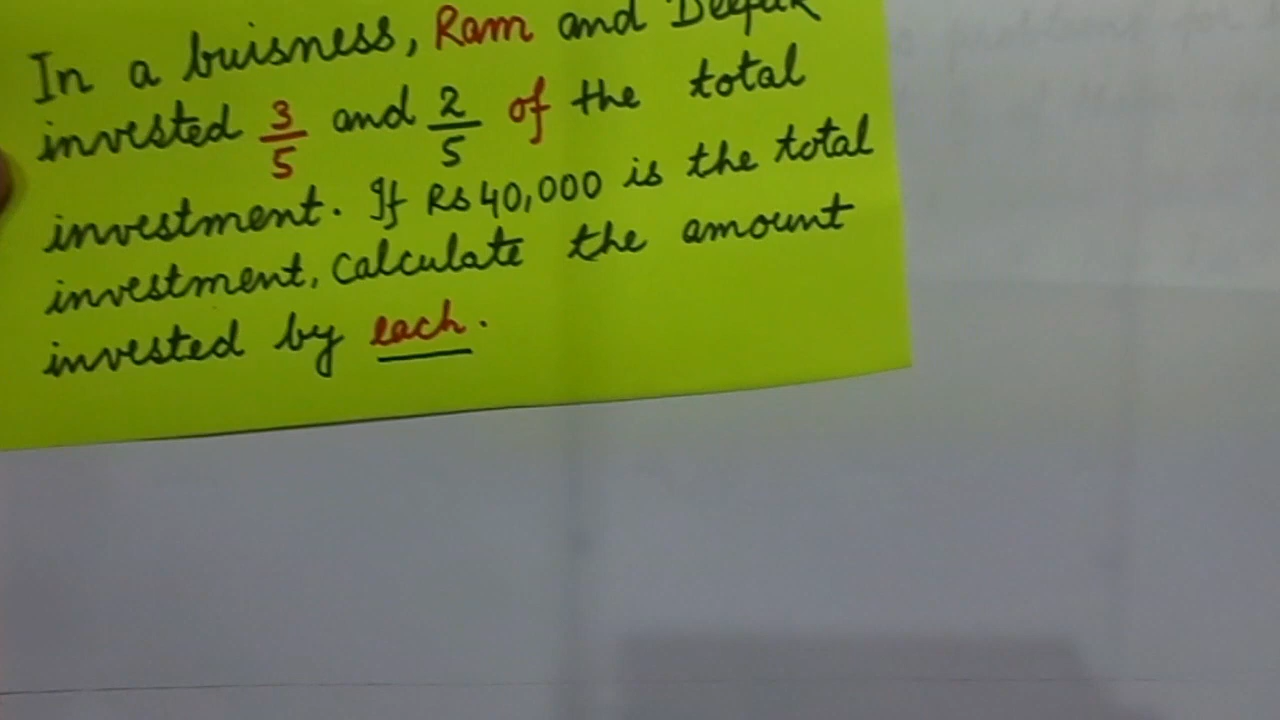 In a buisness, Ram and Deepak
invested 3/5 and 2/5 of the total
investment. If Rs 40,000 is the total
investment, Calculate the amount
invested by each.